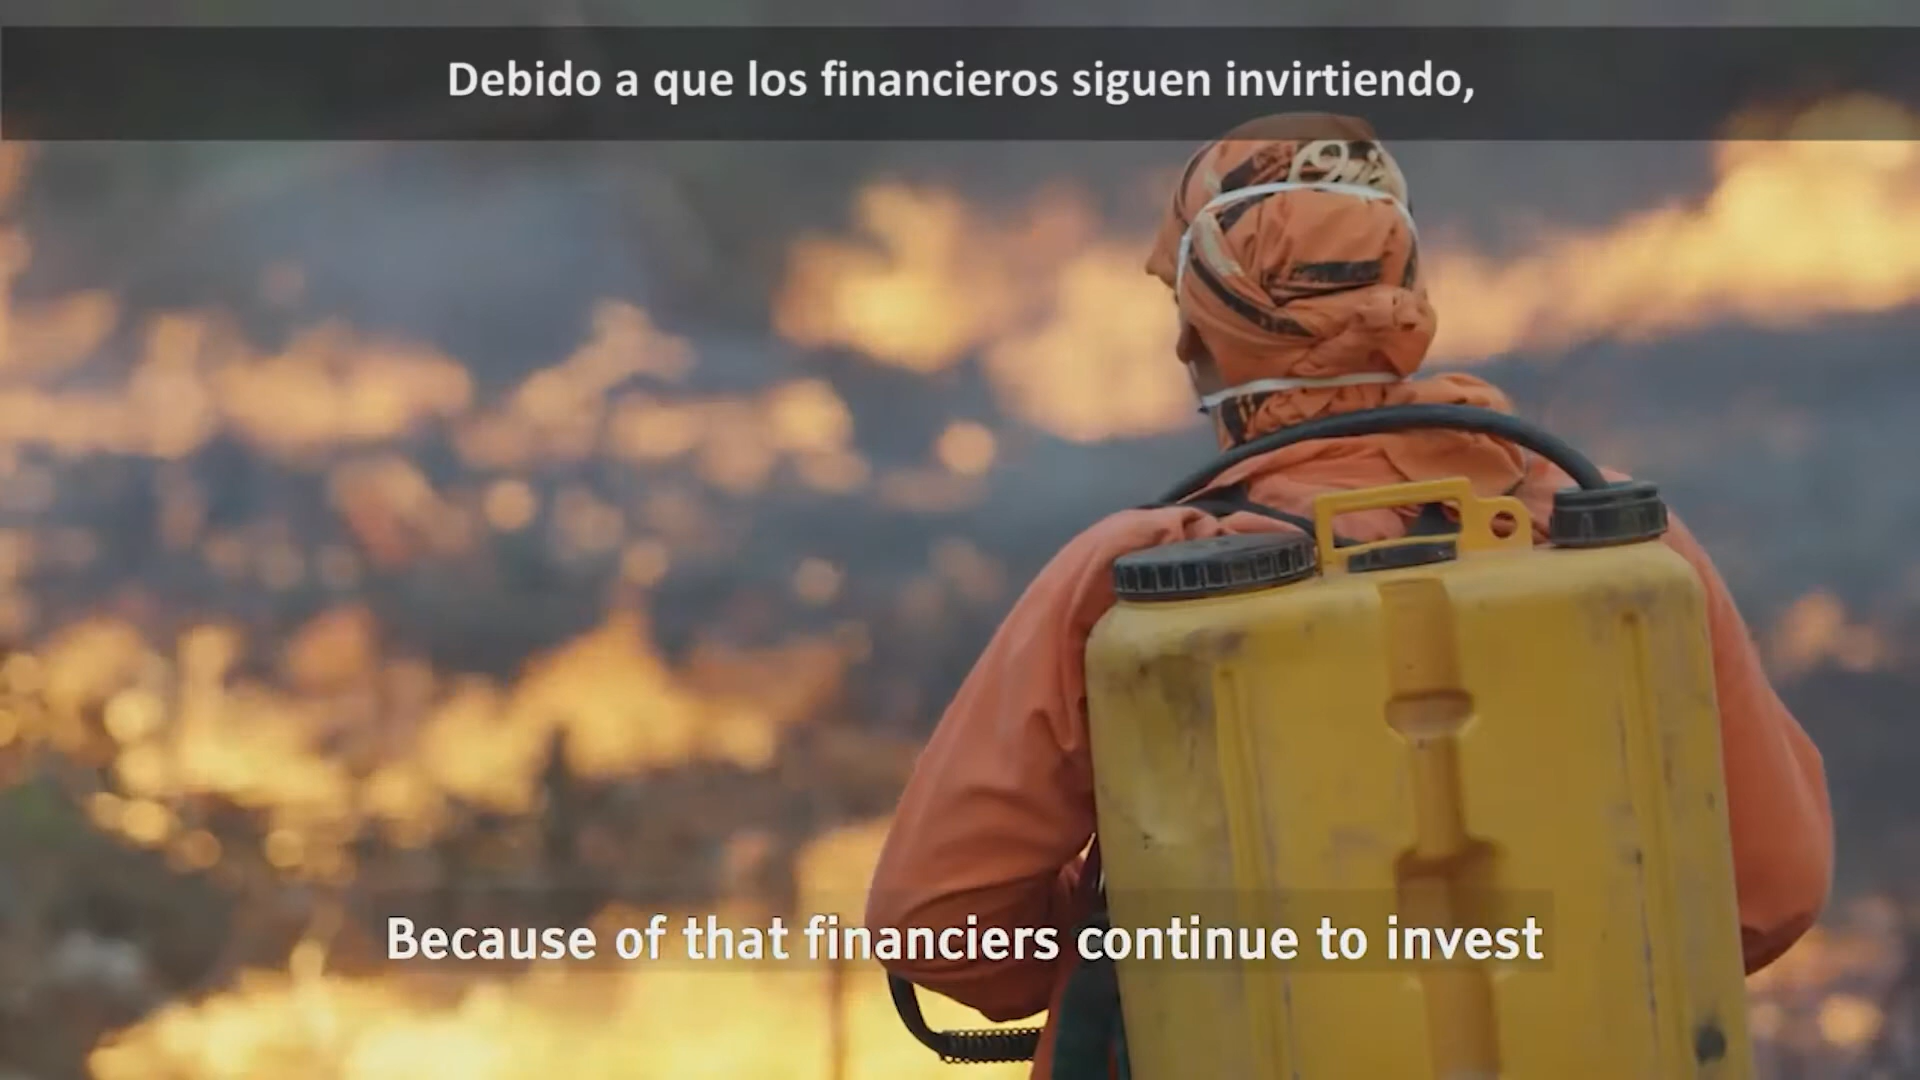 Debido a que los financieros siguen invirtiendo,
Because of that financiers continue to invest